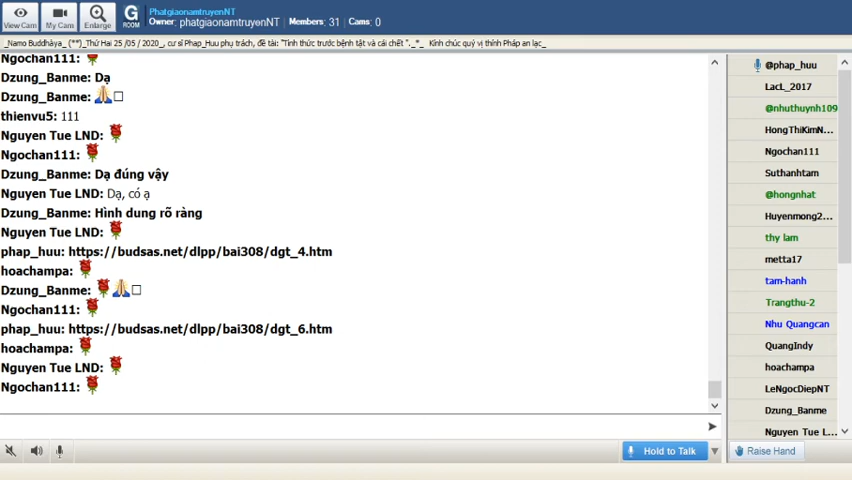 PhatgiaonamtruyenNT
Owner: phatgiaonamtruyenNT | Members: 31 | Cams: 0
View Cam
My Cam
Enlarge
G
ROOM
_Namo Buddhàya_ (**)_Thứ Hai 25 /05 / 2020_, cư sĩ Phap_Huu phụ trách, đề tài: "Tỉnh thức trước bệnh tật và cái chết "._*_ Kính chúc quý vị thính Pháp an lạc_
Ngochan111:
Dzung_Banme: Dạ
Dzung_Banme:
thienvu5: 111
Nguyen Tue LND:
Ngochan111:
Dzung_Banme: Dạ đúng vậy
Nguyen Tue LND: Dạ, có ạ
Dzung_Banme: Hình dung rõ ràng
Nguyen Tue LND:
phap_huu: https://budsas.net/dlpp/bai308/dgt_4.htm
hoachampa:
Dzung_Banme:
Ngochan111:
phap_huu: https://budsas.net/dlpp/bai308/dgt_6.htm
hoachampa:
Nguyen Tue LND:
Ngochan111:
@phap_huu
LacL_2017
@nhuthuynh109
HongThiKimN...
Ngochan111
Suthanhtam
@hongnhat
Huyenmong2...
thy lam
metta17
tam-hanh
Trangthu-2
Nhu Quangcan
QuangIndy
hoachampa
LeNgocDiepNT
Dzung_Banme
Nguyen Tue L...
Hold to Talk
Raise Hand